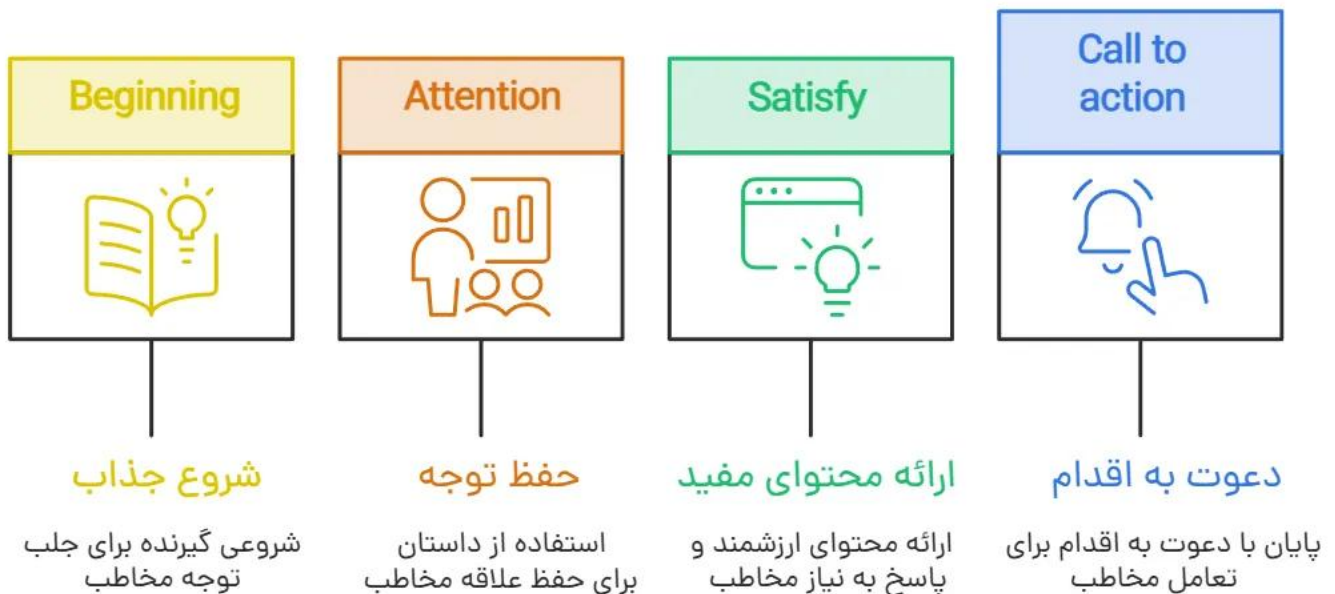 Beginning
شروع جذاب
شروعی گیرنده برای جلب
توجه مخاطب
Attention
حفظ توجه
استفاده از داستان
برای حفظ علاقه مخاطب
Satisfy
ارائه محتوای مفید
ارائه محتوای ارزشمند و
پاسخ به نیاز مخاطب
Call to
action
دعوت به اقدام
پایان با دعوت به اقدام برای
تعامل مخاطب